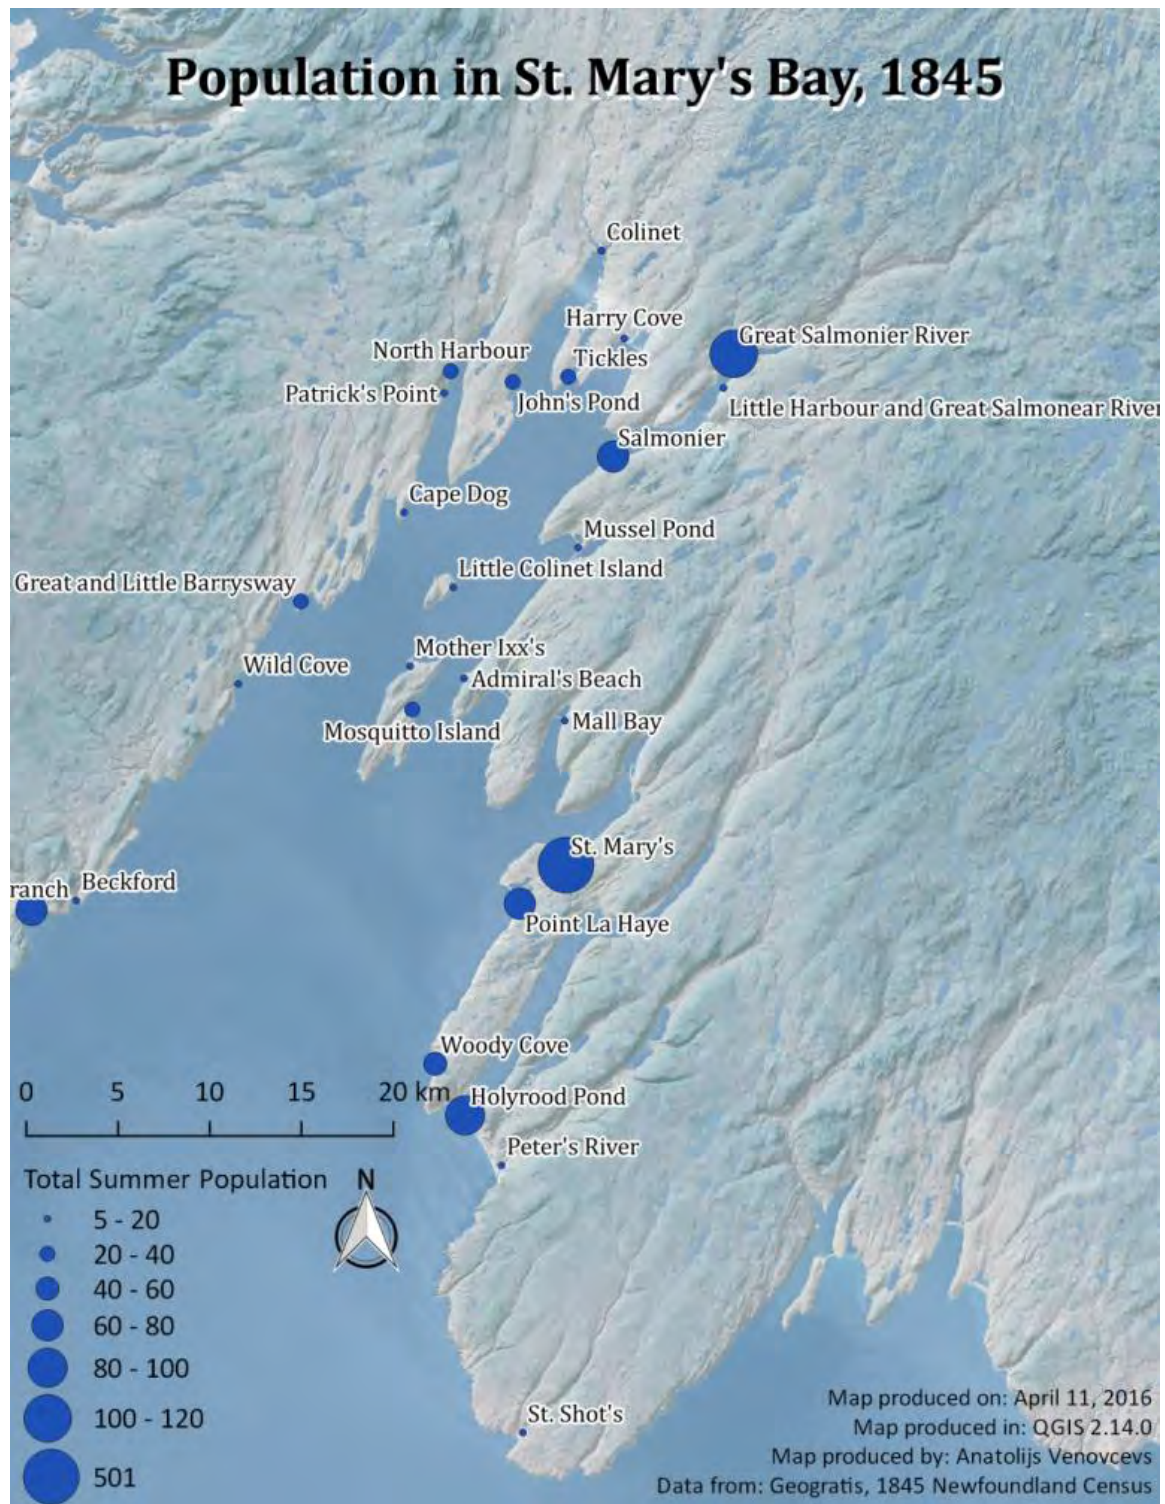 Population in St. Mary's Bay, 1845
Colinet
Harry Cove
Great Salmonier River
North Harbour
Tickles
Patrick's Point
John's Pond
Little Harbour and Great Salmonear River
Salmonier
Cape Dog
Mussel Pond
Little Colinet Island
Great and Little Barrysway
Mother Ixx's
Wild Cove
Admiral's Beach
Mall Bay
Mosquitto Island
St. Mary's
ranch
Beckford
Point La Haye
Woody Cove
0 5 10 15 20 km
Holyrood Pond
Peter's River
Total Summer Population
N
5 - 20
20 - 40
40 - 60
60 - 80
80 - 100
100 - 120
501
St. Shot's
Map produced on: April 11, 2016
Map produced in: QGIS 2.14.0
Map produced by: Anatolijs Venovcevs
Data from: Geogratis, 1845 Newfoundland Census